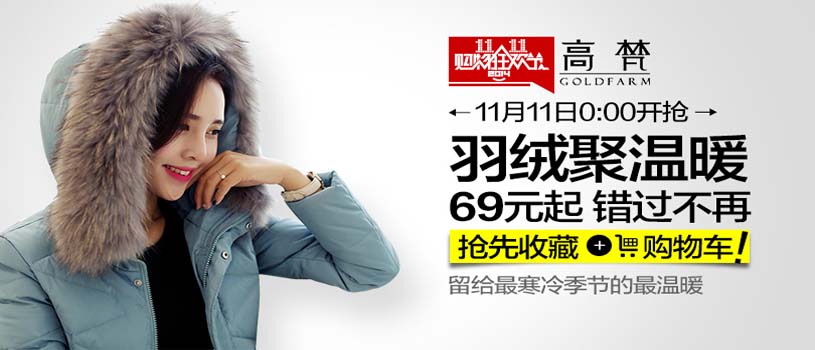 11.11
购物狂欢节
2014
高梵
GOLDFARM
←11月11日0:00开抢→
羽绒聚温暖
69元起 错过不再
抢先收藏+购物车!
留给最寒冷季节的最温暖